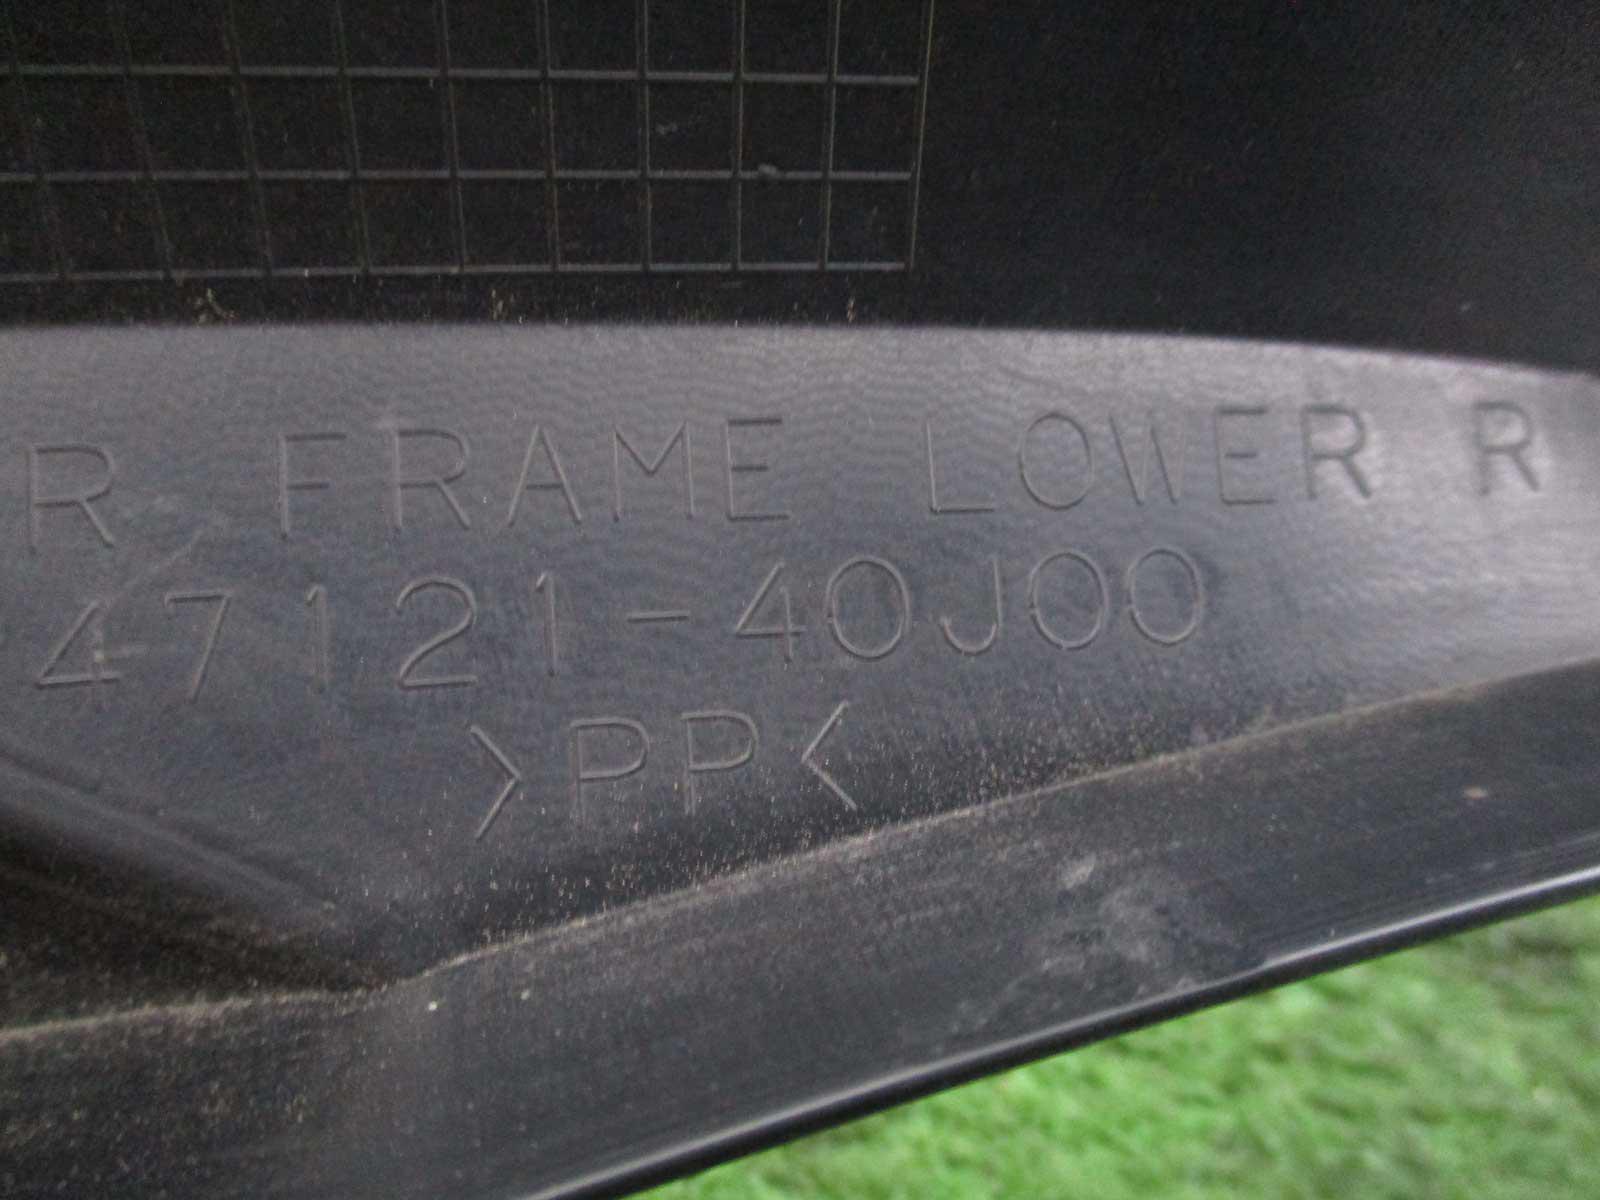 R FRAME LOWER R
47121-40J00
>PP<